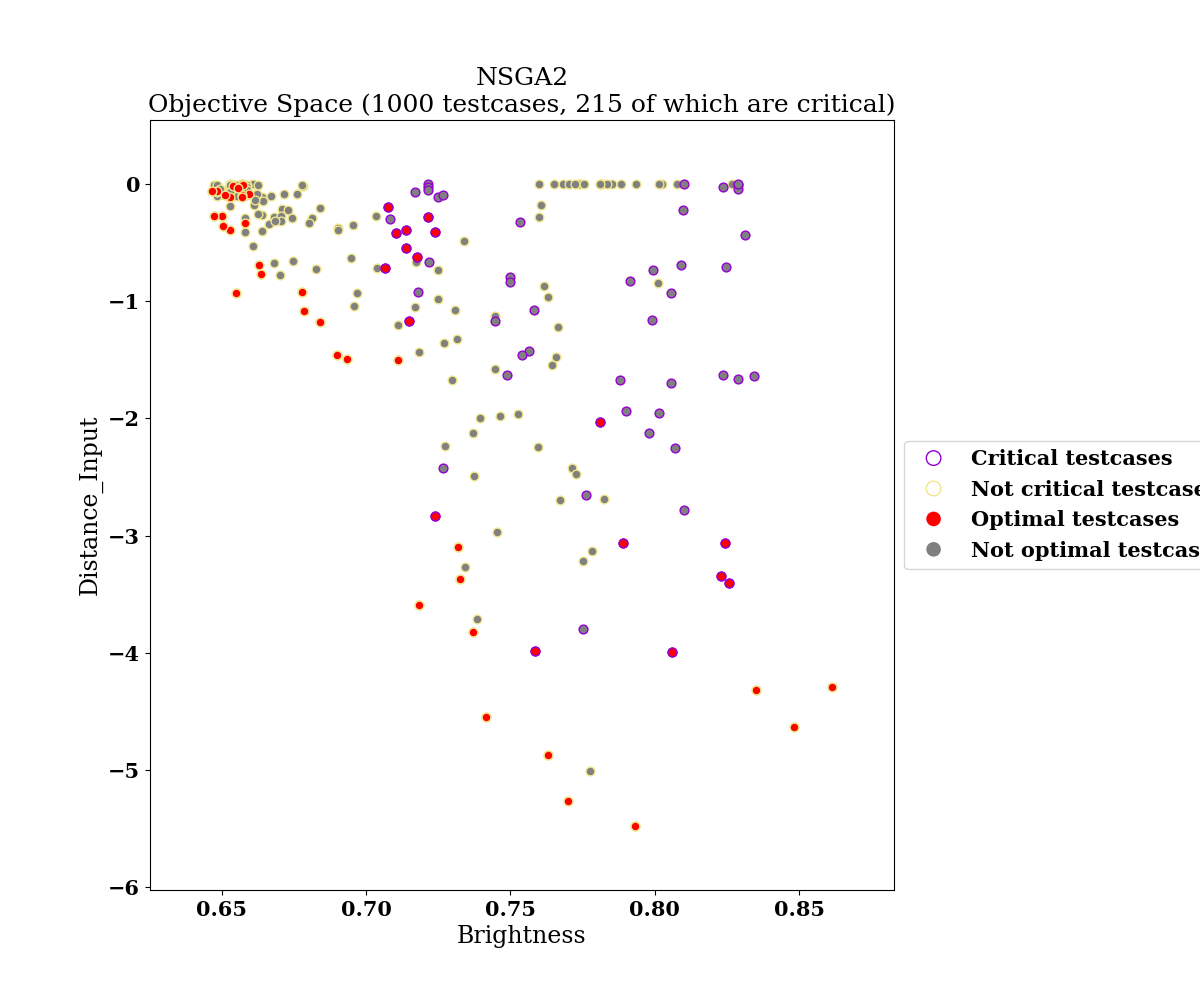 NSGA2
Objective Space (1000 testcases, 215 of which are critical)
0
−1
−2
−3
−4
−5
−6
Distance_Input
0.65 0.70 0.75 0.80 0.85
Brightness
Critical testcases
Not critical testcase
Optimal testcases
Not optimal testcas